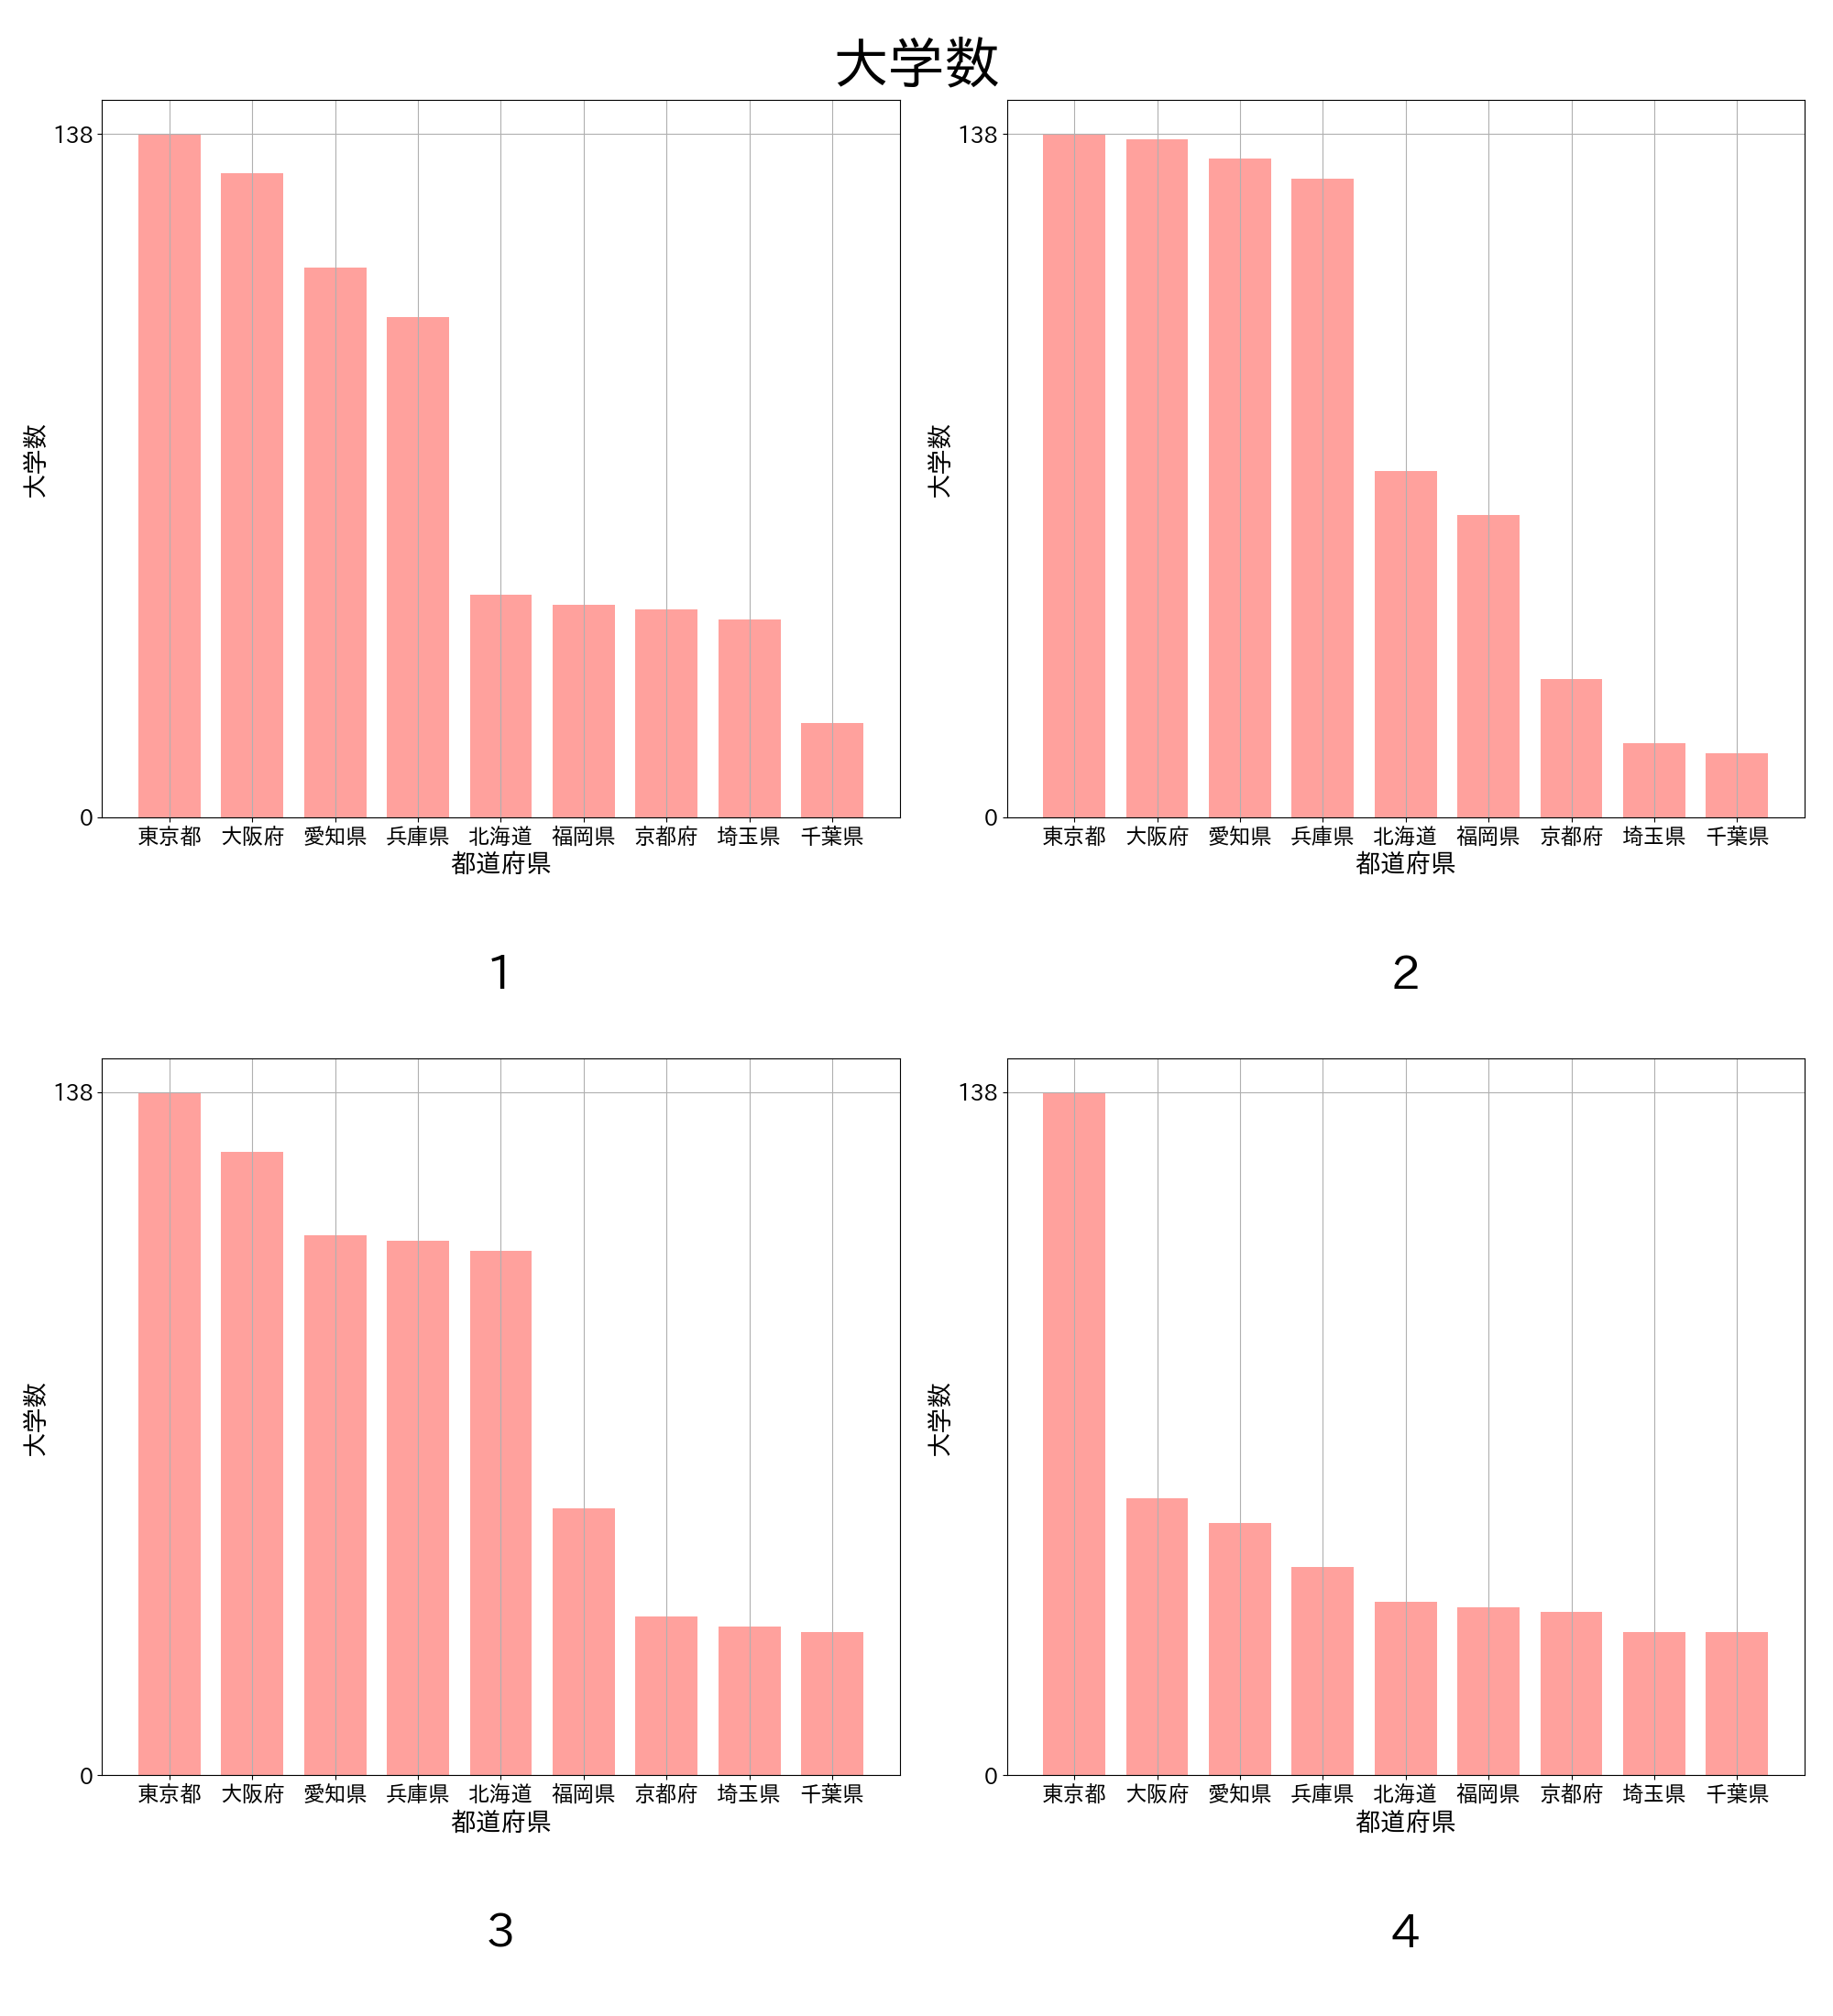 大学数
138
0
大学数
東京都 大阪府 愛知県 兵庫県 北海道 福岡県 京都府 埼玉県 千葉県
都道府県
1
138
0
大学数
東京都 大阪府 愛知県 兵庫県 北海道 福岡県 京都府 埼玉県 千葉県
都道府県
2
138
0
大学数
東京都 大阪府 愛知県 兵庫県 北海道 福岡県 京都府 埼玉県 千葉県
都道府県
3
138
0
大学数
東京都 大阪府 愛知県 兵庫県 北海道 福岡県 京都府 埼玉県 千葉県
都道府県
4